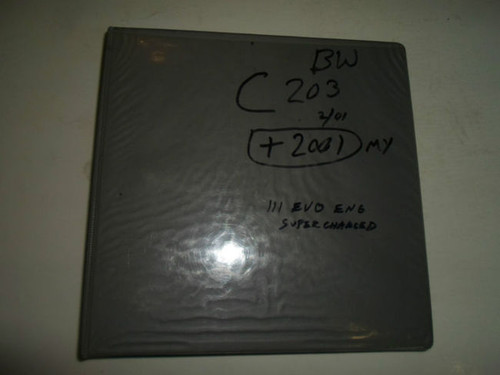 BW
C 203
2/01
+ 2001 MY
111 EVO ENG
SUPERCHARGED